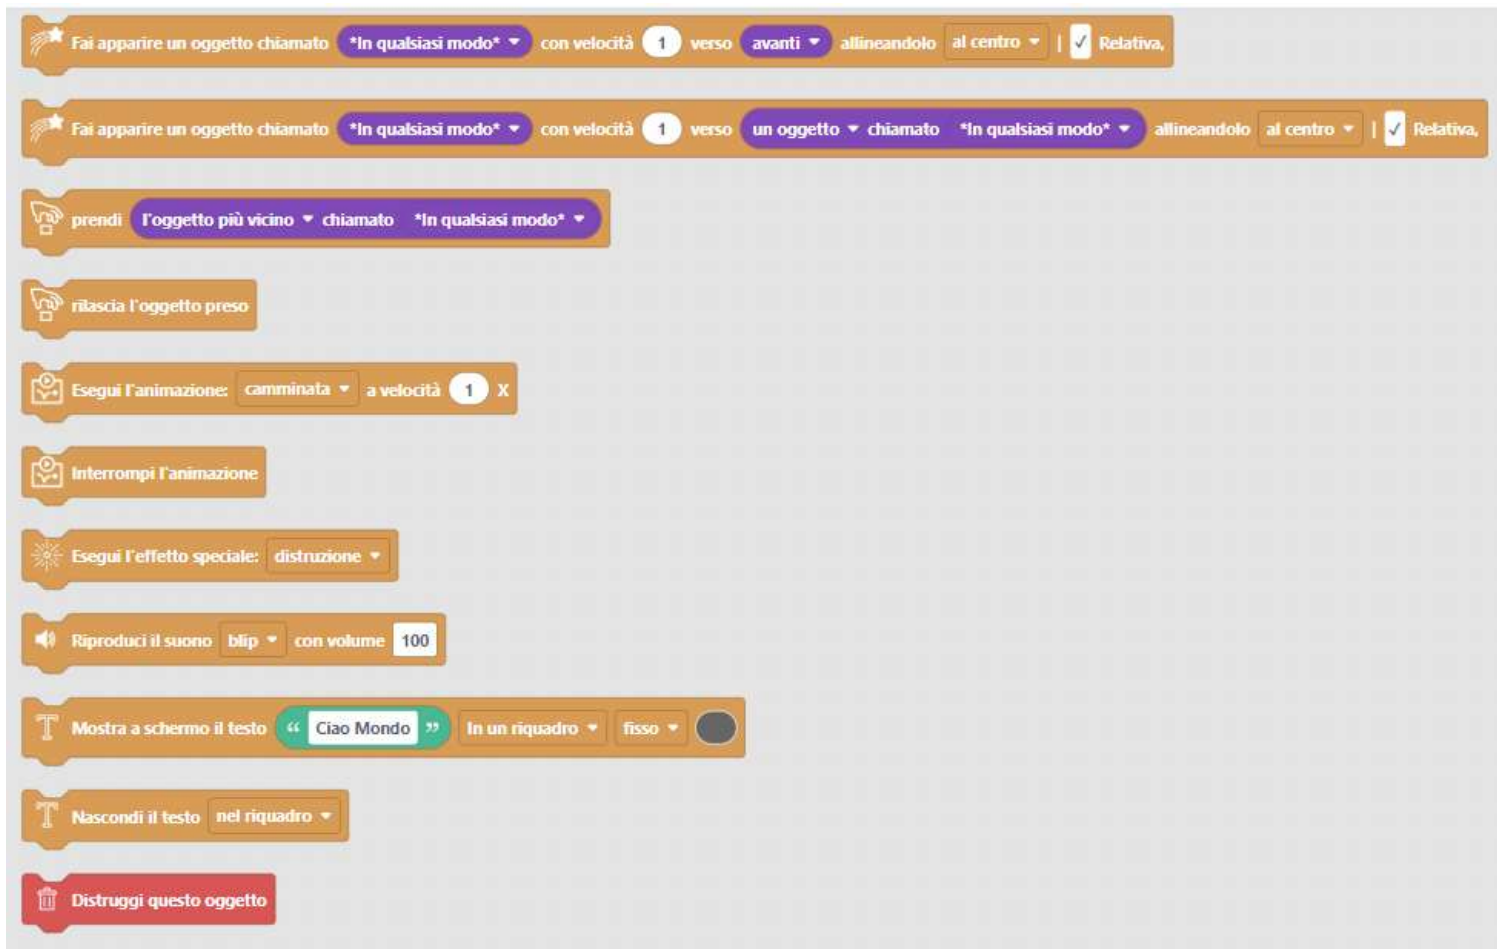 Fai apparire un oggetto chiamato *In qualsiasi modo* con velocità 1 verso avanti allineandolo al centro | ✓ Relativa,
Fai apparire un oggetto chiamato *In qualsiasi modo* con velocità 1 verso un oggetto chiamato *In qualsiasi modo* allineandolo al centro | ✓ Relativa,
prendi l'oggetto più vicino chiamato *In qualsiasi modo*
rilascia l'oggetto preso
Esegui l'animazione: camminata a velocità 1 X
Interrompi l'animazione
Esegui l'effetto speciale: distruzione
Riproduci il suono blip con volume 100
Mostra a schermo il testo “ Ciao Mondo ” In un riquadro fisso
Nascondi il testo nel riquadro
Distruggi questo oggetto